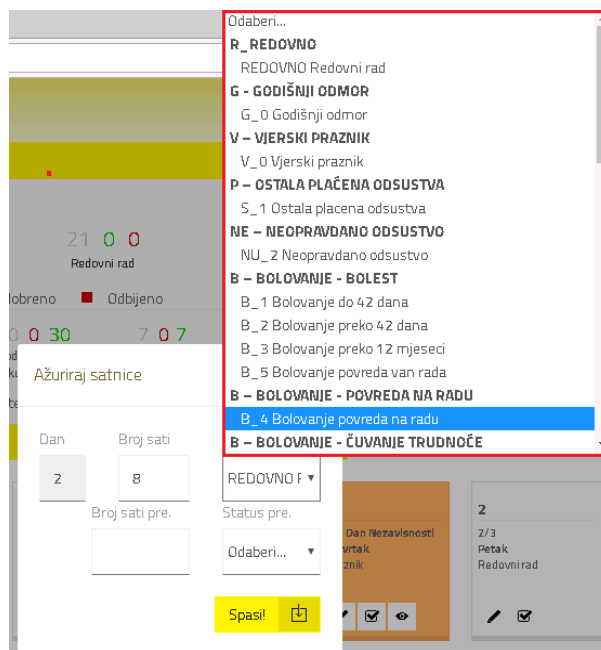 Odaberi...
R_REDOVNO
REDOVNO Redovni rad
G - GODIŠNJI ODMOR
G_0 Godišnji odmor
V – VJERSKI PRAZNIK
V_0 Vjerski praznik
P – OSTALA PLAĆENA ODSUSTVA
S_1 Ostala placena odsustva
NE – NEOPRAVDANO ODSUSTVO
NU_2 Neopravdano odsustvo
B – BOLOVANJE - BOLEST
B_1 Bolovanje do 42 dana
B_2 Bolovanje preko 42 dana
B_3 Bolovanje preko 12 mjeseci
B_5 Bolovanje povreda van rada
B – BOLOVANJE - POVREDA NA RADU
B_4 Bolovanje povreda na radu
B – BOLOVANJE - ČUVANJE TRUDNOĆE
21 0 0
Redovni rad
lobreno Odbijeno
0 0 30 7 0 7
Ažuriraj satnice
Dan Broj sati
2 8 REDOVNO F
Broj sati pre. Status pre.
Odaberi...
Spasi!
Dan Nezavisnosti
vrtak
znik
2
2/3
Petak
Redovni rad